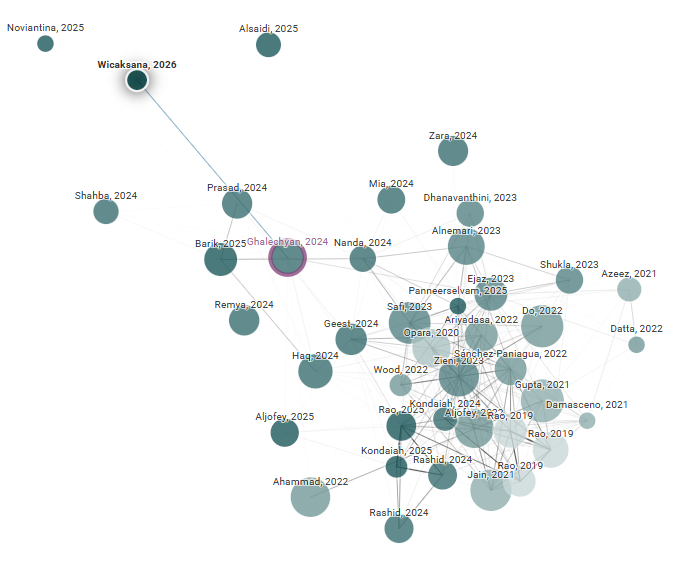 Noviantina, 2025
Alsaidi, 2025
Wicaksana, 2026
Zara, 2024
Mia, 2024
Prasad, 2024
Shahba, 2024
Dhanavanthini, 2023
Alnemari, 2023
Barik, 2025
Ghalechyan, 2024
Nanda, 2024
Shukla, 2023
Azeez, 2021
Ejaz, 2023
Panneerselvam, 2025
Remya, 2024
Safi, 2023
Do, 2022
Ariyadasa, 2022
Geest, 2024
Datta, 2022
Opara, 2020
Haq, 2024
Sánchez-Paniagua, 2022
Zieni, 2023
Wood, 2022
Gupta, 2021
Kondaiah, 2024
Damasceno, 2021
Rao, 2025
Aljofey, 2022
Rao, 2019
Aljofey, 2025
Rao, 2019
Kondaiah, 2025
Rashid, 2024
Rao, 2019
Jain, 2021
Ahammad, 2022
Rashid, 2024